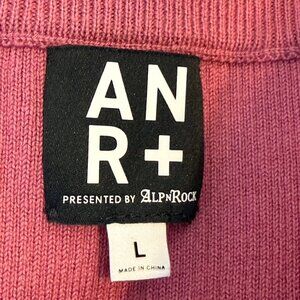 AN
R+
PRESENTED BY ALPNROCK
L
MADE IN CHINA